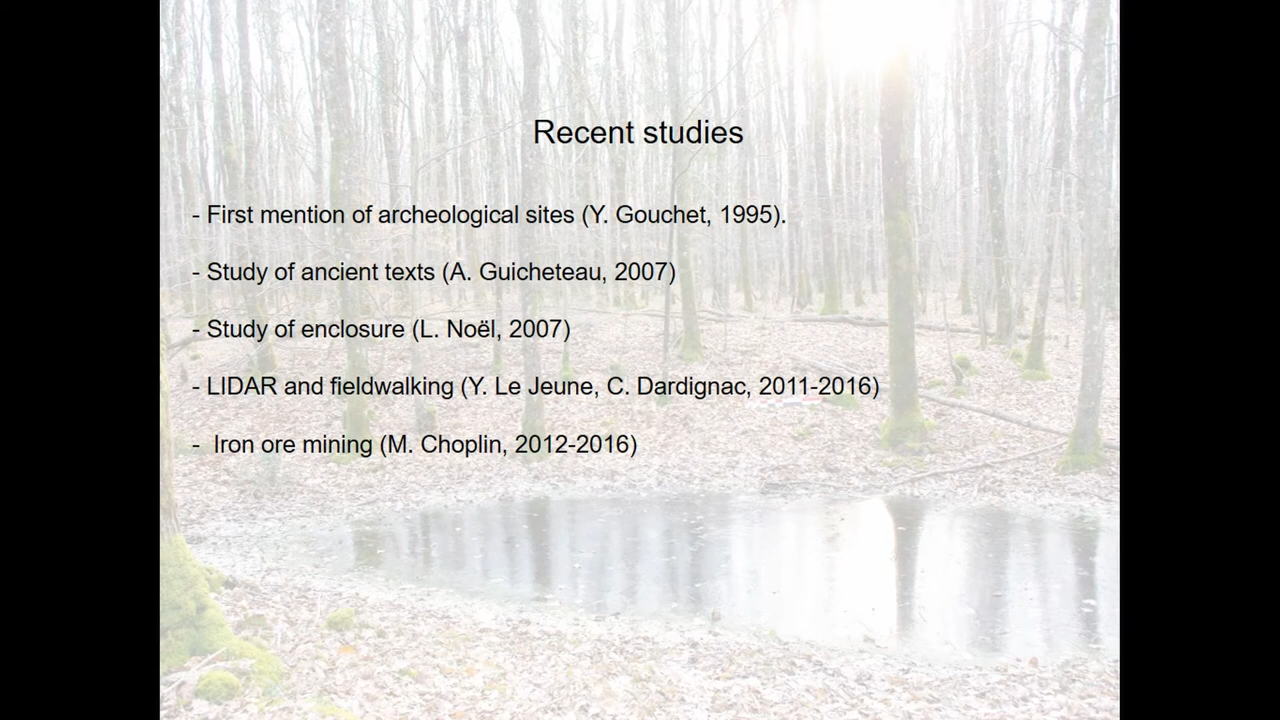 Recent studies
- First mention of archeological sites (Y. Gouchet, 1995).
- Study of ancient texts (A. Guicheteau, 2007)
- Study of enclosure (L. Noël, 2007)
- LIDAR and fieldwalking (Y. Le Jeune, C. Dardignac, 2011-2016)
- Iron ore mining (M. Choplin, 2012-2016)